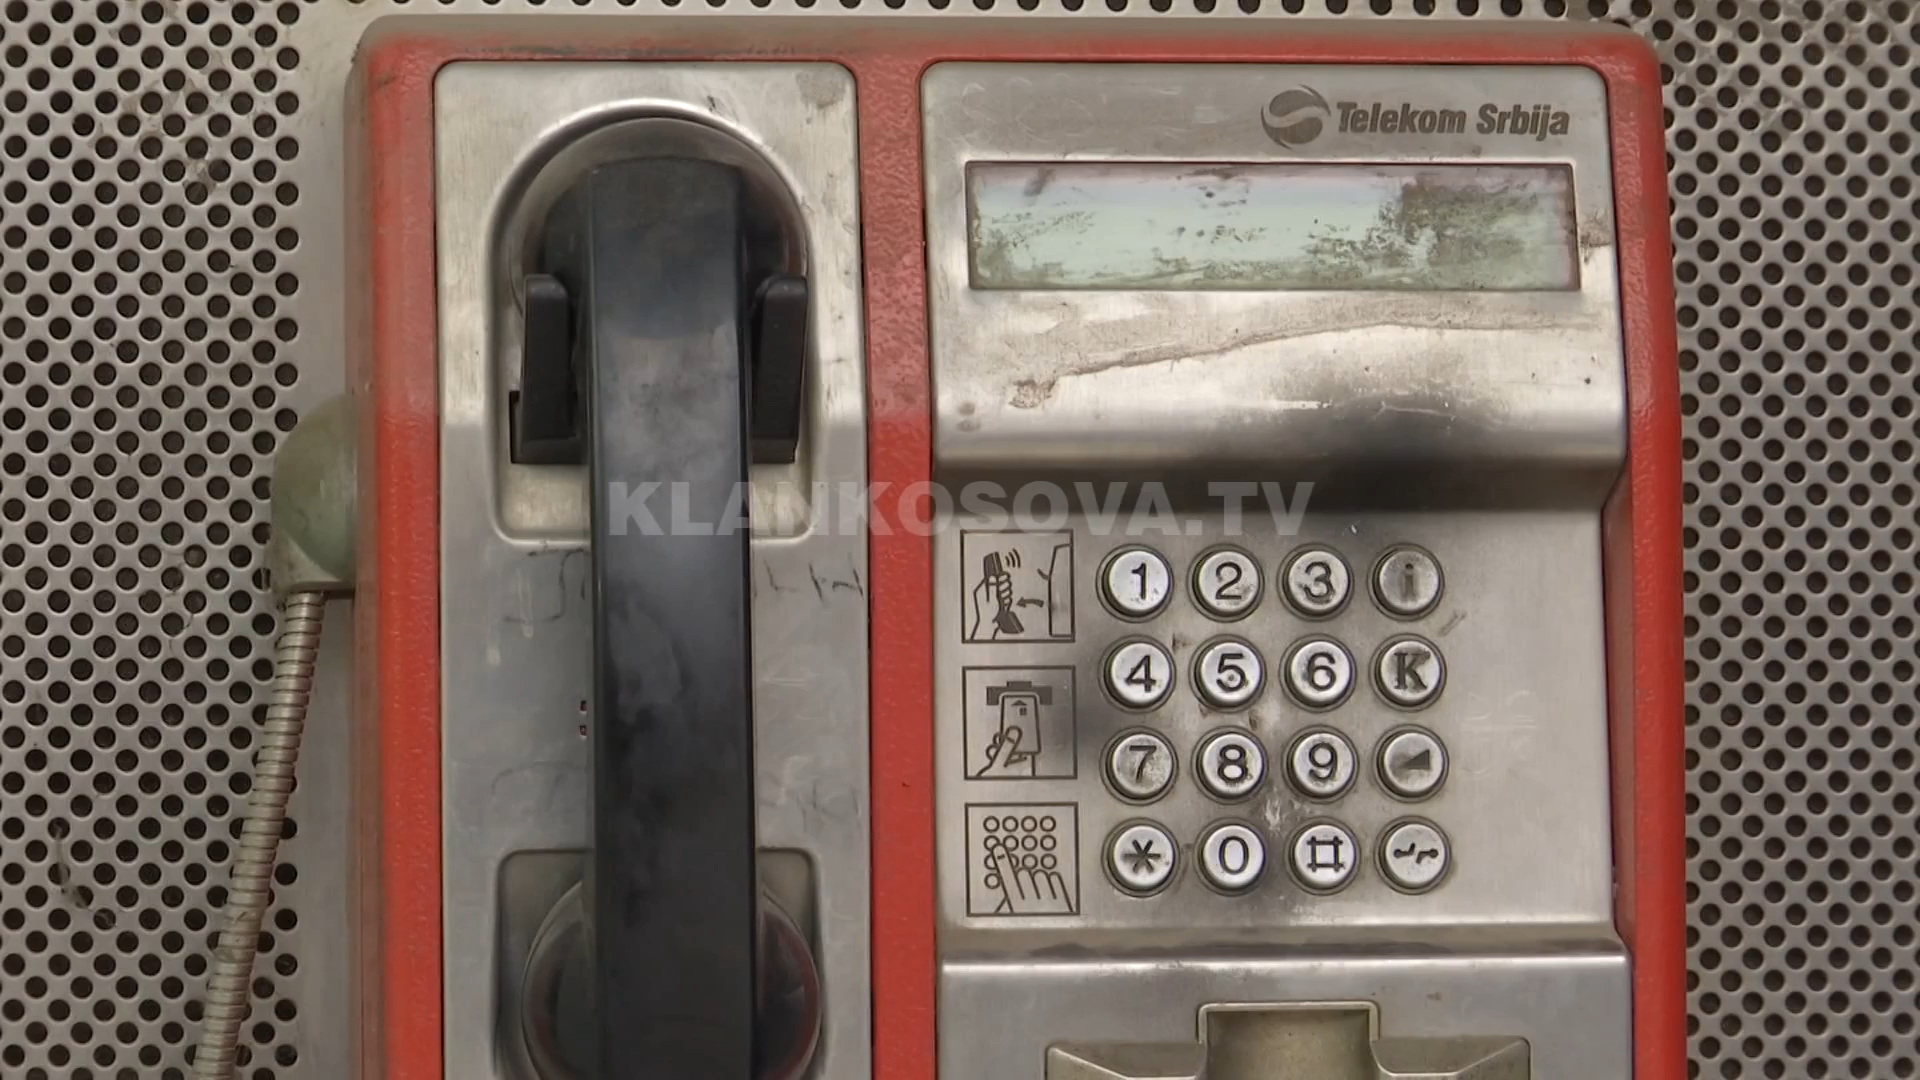 Telekom Srbija
KLANKOSOVA.TV
1 2 3 i
4 5 6 K
7 8 9
* 0 #